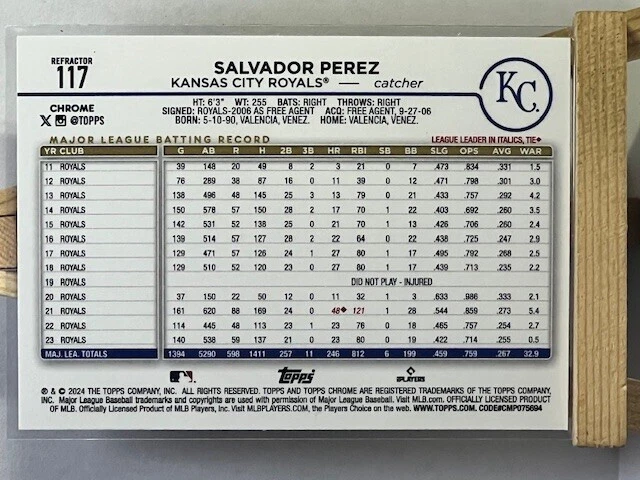 REFRACTOR
117
SALVADOR PEREZ
KANSAS CITY ROYALS® — catcher
KC
CHROME
@TOPPS
HT: 6'3" WT: 255 BATS: RIGHT THROWS: RIGHT
SIGNED: ROYALS-2006 AS FREE AGENT ACQ: FREE AGENT, 9-27-06
BORN: 5-10-90, VALENCIA, VENEZ. HOME: VALENCIA, VENEZ.
MAJOR LEAGUE BATTING RECORD LEAGUE LEADER IN ITALICS, TIE♦
YR CLUB G AB R H 2B 3B HR RBI SB BB SLG OPS AVG WAR
11 ROYALS 39 148 20 49 8 2 3 21 0 7 .473 .834 .331 1.5
12 ROYALS 76 289 38 87 16 0 11 39 0 12 .471 .798 .301 3.0
13 ROYALS 138 496 48 145 25 3 13 79 0 21 .433 .757 .292 4.2
14 ROYALS 150 578 57 150 28 2 17 70 1 22 .403 .692 .260 3.5
15 ROYALS 142 531 52 138 25 0 21 70 1 13 .426 .706 .260 2.4
16 ROYALS 139 514 57 127 28 2 22 64 0 22 .438 .725 .247 2.9
17 ROYALS 129 471 57 126 24 1 27 80 1 17 .495 .792 .268 2.5
18 ROYALS 129 510 52 120 23 0 27 80 1 17 .439 .713 .235 2.2
19 ROYALS DID NOT PLAY - INJURED
20 ROYALS 37 150 22 50 12 0 11 32 1 3 .633 .986 .333 2.1
21 ROYALS 161 620 88 169 24 0 48♦ 121 1 28 .544 .859 .273 5.4
22 ROYALS 114 445 48 113 23 1 23 76 0 18 .465 .757 .254 2.7
23 ROYALS 140 538 59 137 21 0 23 80 0 19 .422 .714 .255 0.5
MAJ. LEA. TOTALS 1394 5290 598 1411 257 11 246 812 6 199 .459 .759 .267 32.9
Topps
PLAYERS
® & © 2024 THE TOPPS COMPANY, INC. ALL RIGHTS RESERVED. TOPPS AND TOPPS CHROME ARE REGISTERED TRADEMARKS OF THE TOPPS COMPANY,
INC. Major League Baseball trademarks and copyrights are used with permission of Major League Baseball. Visit MLB.com. OFFICIALLY LICENSED PRODUCT
OF MLB. Officially Licensed Product of MLB Players, Inc. Visit MLBPLAYERS.COM, the Players Choice on the web. WWW.TOPPS.COM. CODE#CMP075694